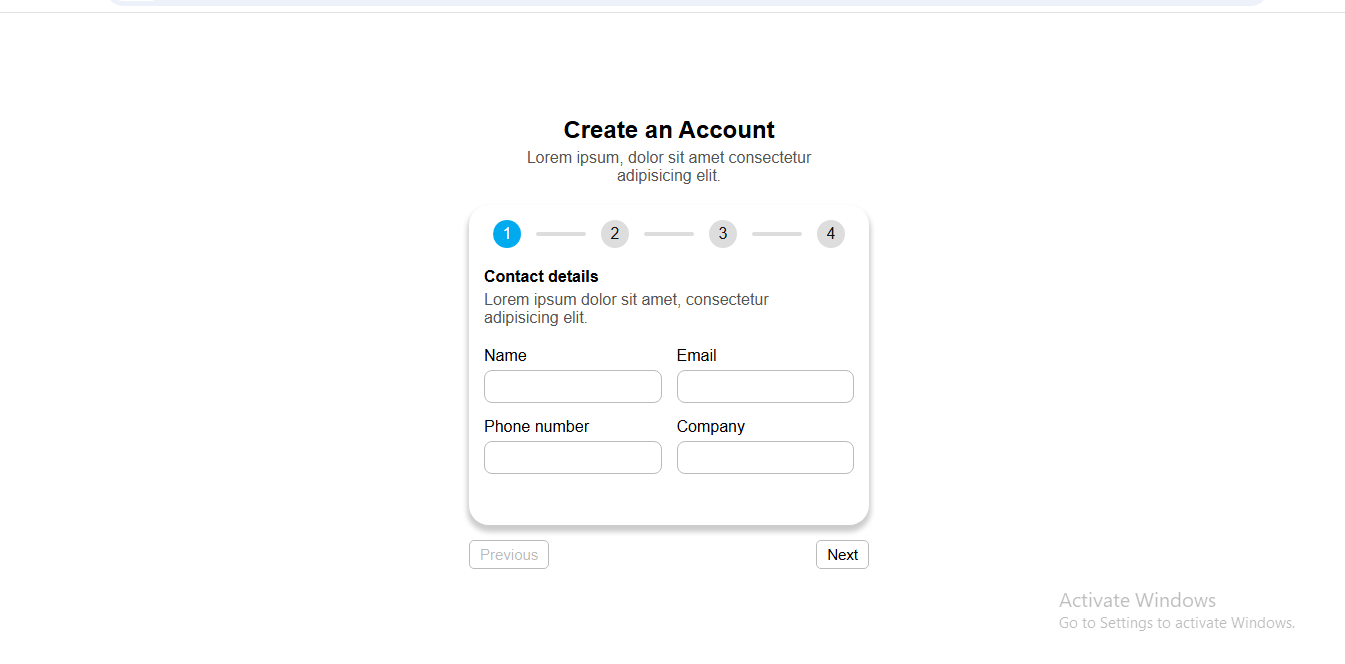 Create an Account
Lorem ipsum, dolor sit amet consectetur
adipisicing elit.
1 2 3 4
Contact details
Lorem ipsum dolor sit amet, consectetur
adipisicing elit.
Name Email
Phone number Company
Previous Next
Activate Windows
Go to Settings to activate Windows.